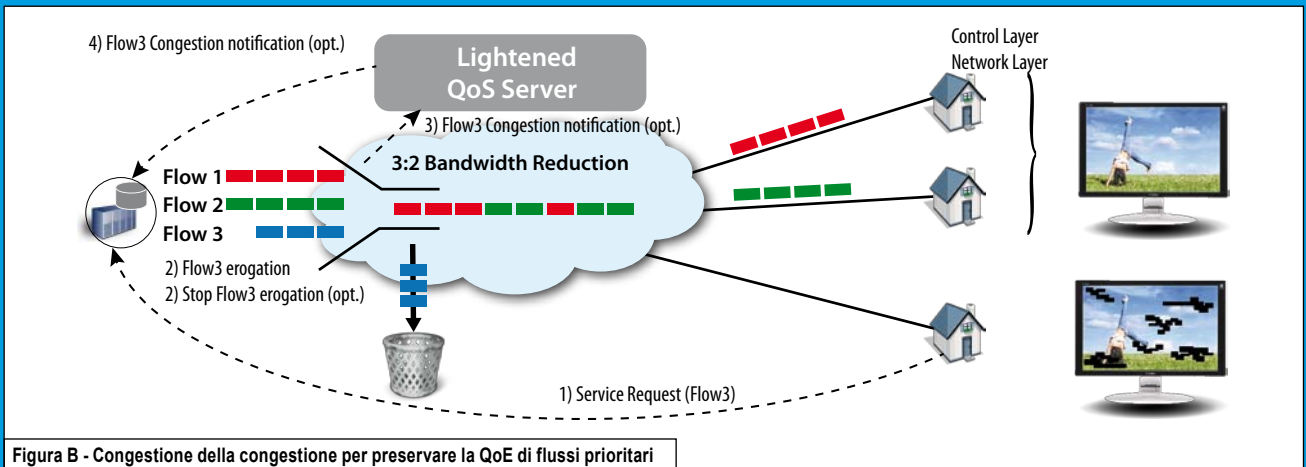 4) Flow3 Congestion notification (opt.)
Lightened
QoS Server
Control Layer
Network Layer
3) Flow3 Congestion notification (opt.)
3:2 Bandwidth Reduction
Flow 1
Flow 2
Flow 3
2) Flow3 erogation
2) Stop Flow3 erogation (opt.)
1) Service Request (Flow3)
Figura B - Congestione della congestione per preservare la QoE di flussi prioritari